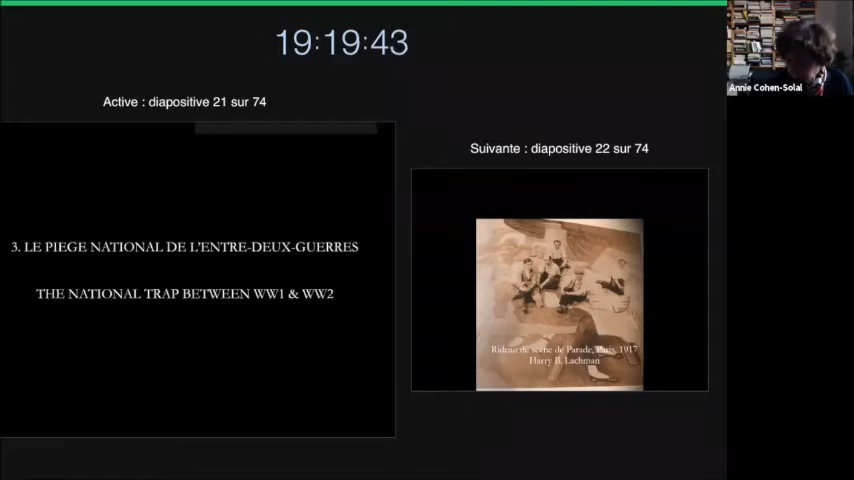 19:19:43
Annie Cohen-Solal
Active : diapositive 21 sur 74
Suivante : diapositive 22 sur 74
3. LE PIEGE NATIONAL DE L'ENTRE-DEUX-GUERRES
THE NATIONAL TRAP BETWEEN WW1 & WW2
Rideau de scène de Parade, Paris, 1917
Harry B. Lachman